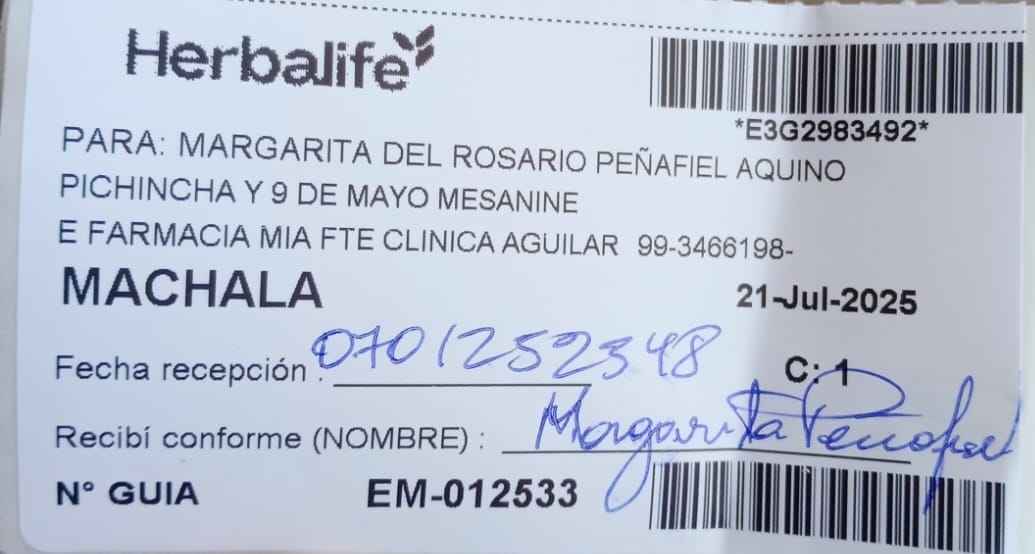 Herbalife
*E3G2983492*
PARA: MARGARITA DEL ROSARIO PEÑAFIEL AQUINO
PICHINCHA Y 9 DE MAYO MESANINE
E FARMACIA MIA FTE CLINICA AGUILAR 99-3466198-
MACHALA
21-Jul-2025
Fecha recepción : 0701252348
C: 1
Recibí conforme (NOMBRE) : Margarita Peñafiel
N° GUIA EM-012533